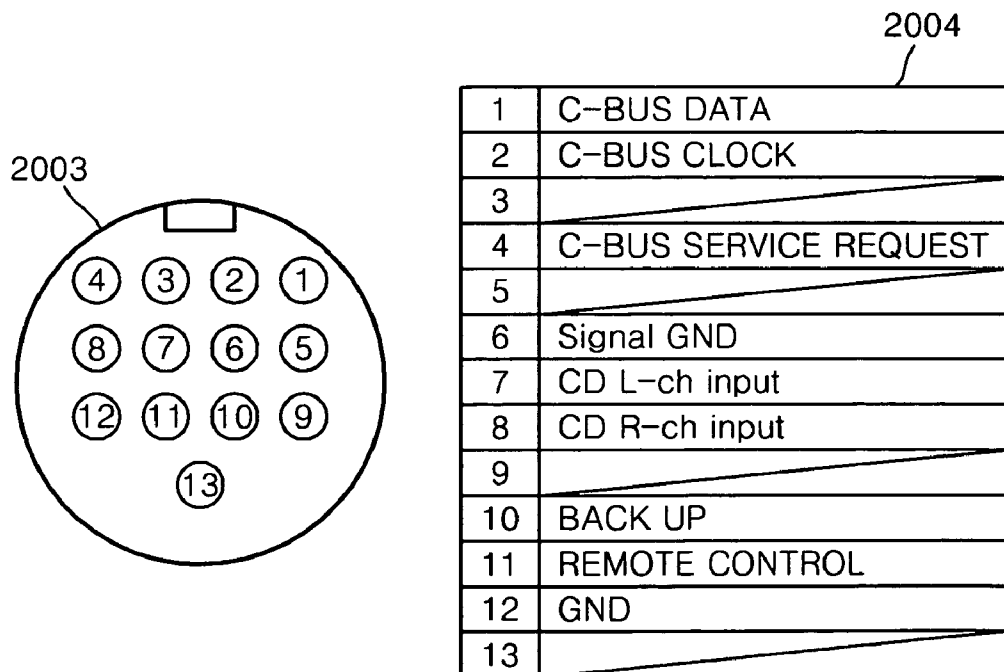 2004
2003
4 3 2 1
8 7 6 5
12 11 10 9
13
1 C-BUS DATA
2 C-BUS CLOCK
3
4 C-BUS SERVICE REQUEST
5
6 Signal GND
7 CD L-ch input
8 CD R-ch input
9
10 BACK UP
11 REMOTE CONTROL
12 GND
13